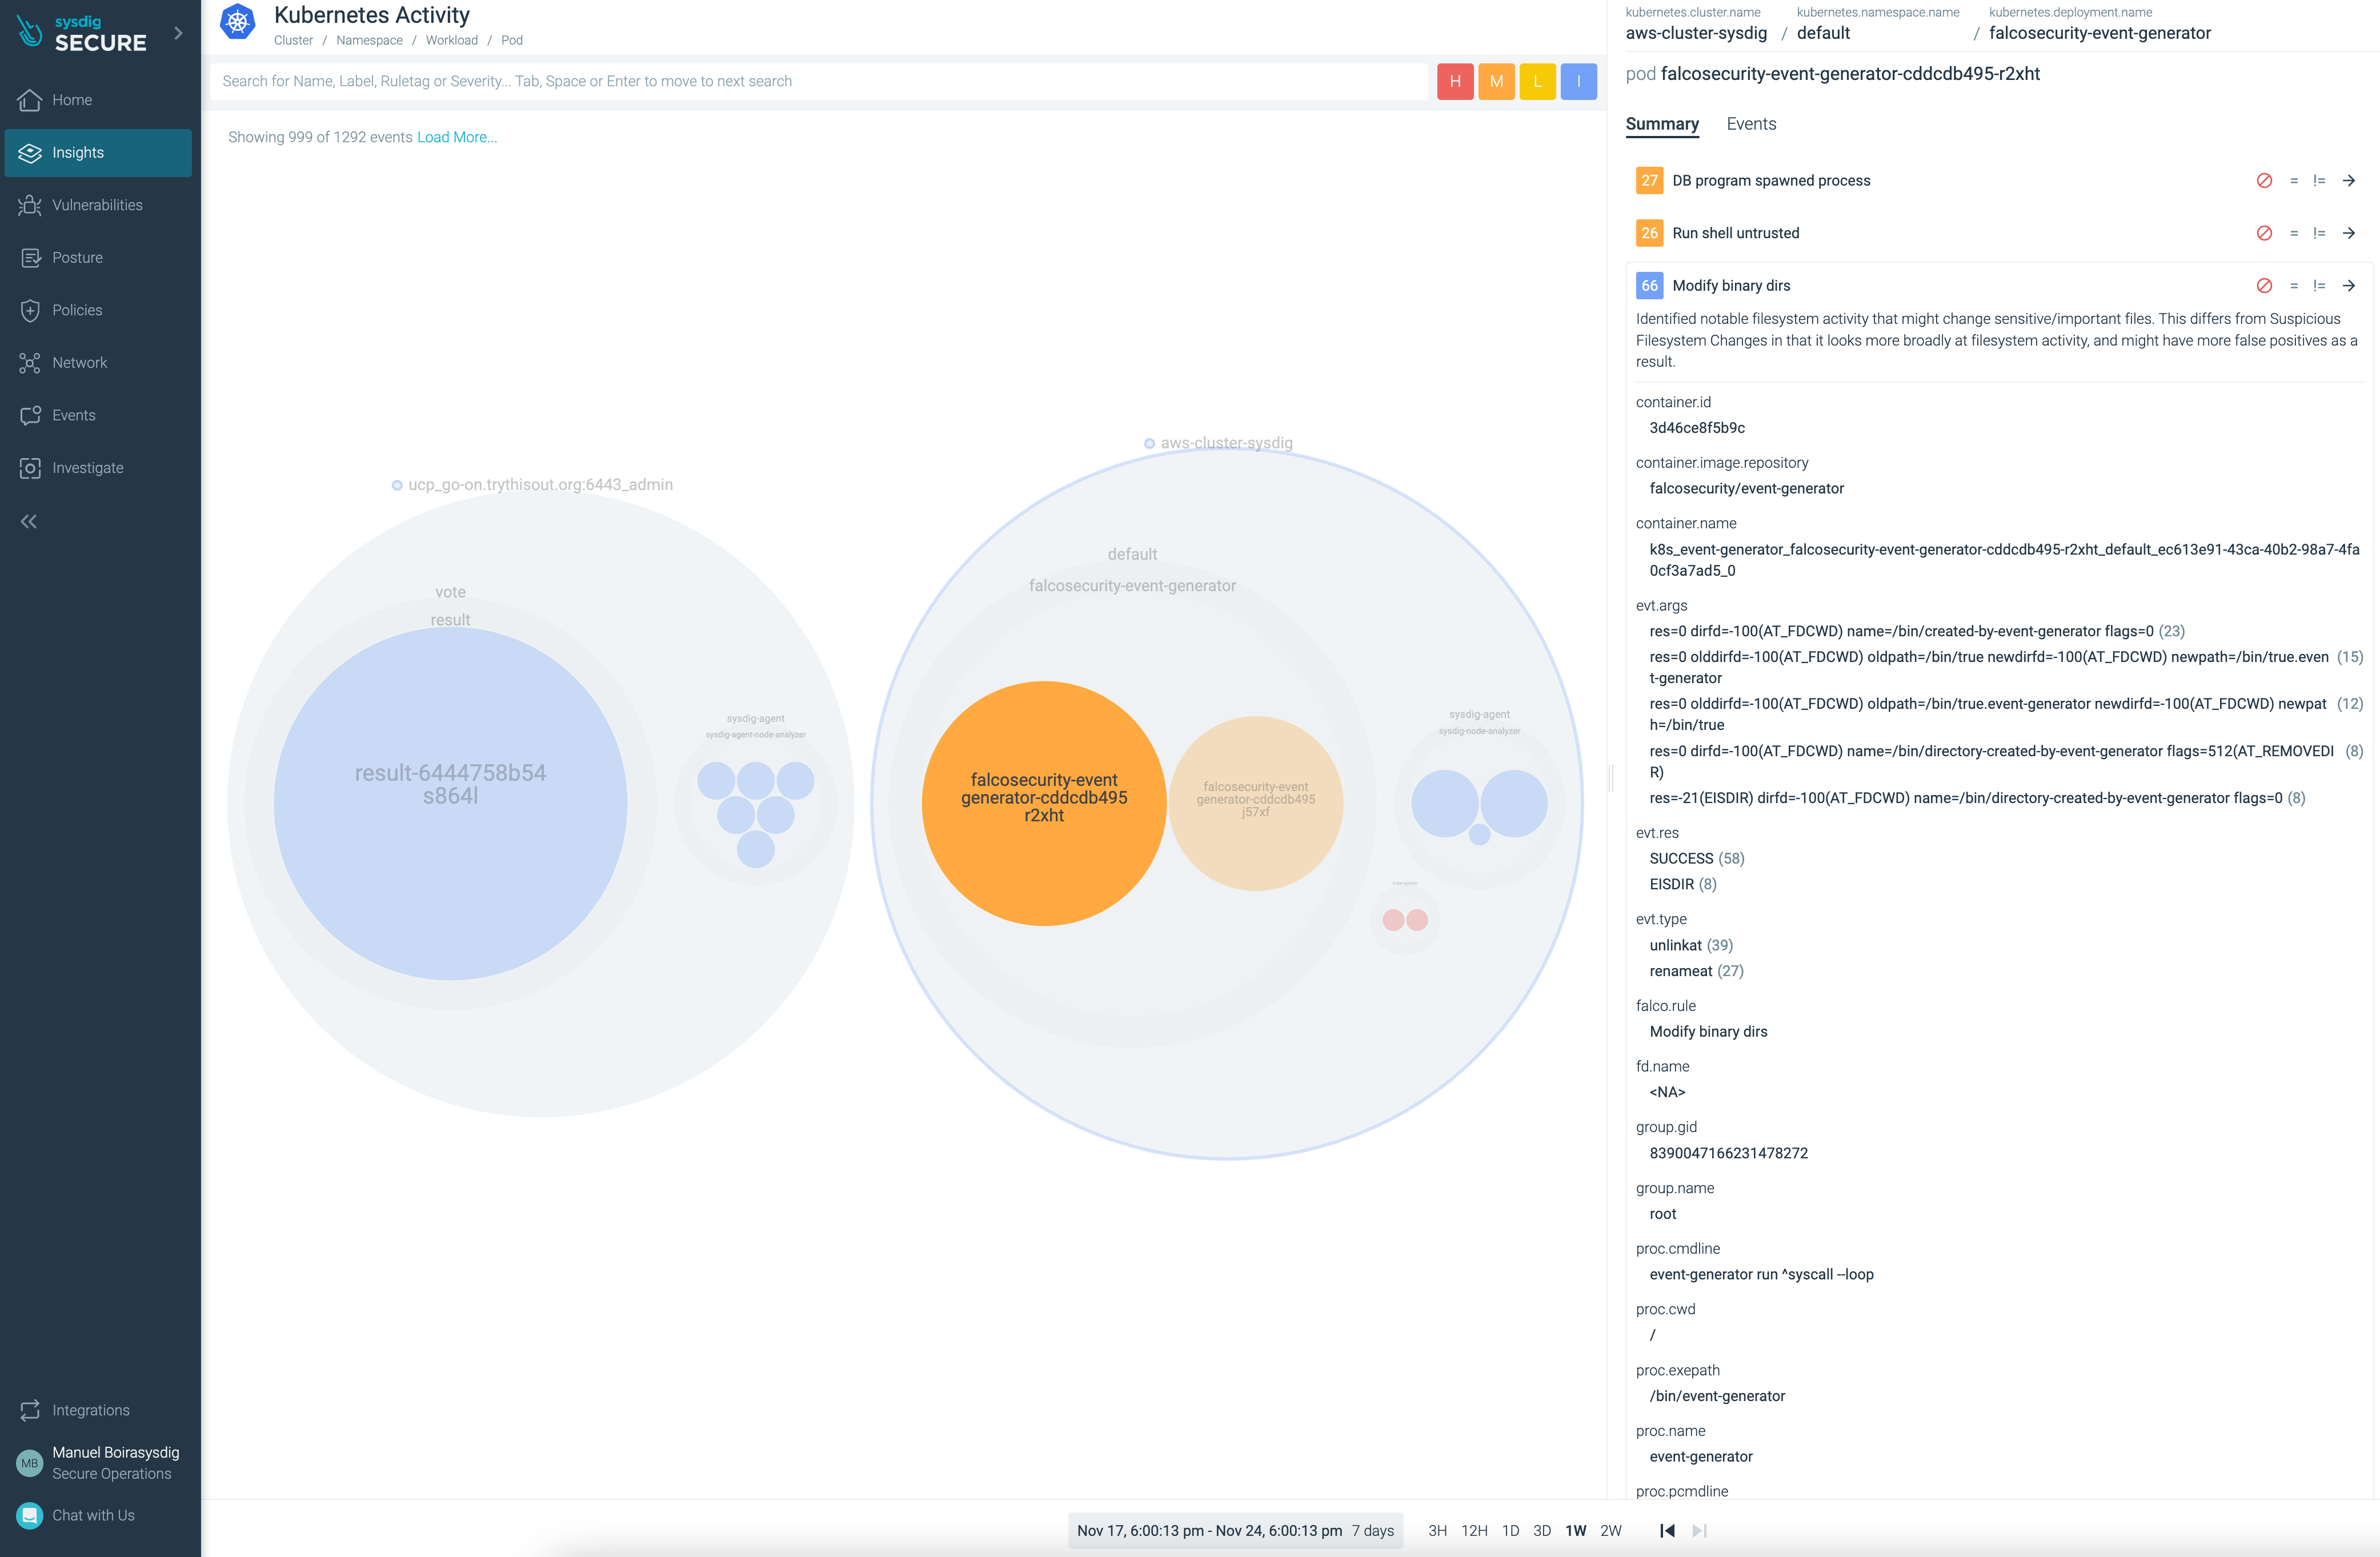 sysdig
SECURE
Home
Insights
Vulnerabilities
Posture
Policies
Network
Events
Investigate
Integrations
MB
Manuel Boirasysdig
Secure Operations
Chat with Us
Kubernetes Activity
Cluster / Namespace / Workload / Pod
Search for Name, Label, Ruletag or Severity... Tab, Space or Enter to move to next search
H M L I
Showing 999 of 1292 events Load More...
ucp_go-on.trythisout.org:6443_admin
vote
result
result-6444758b54
s864l
sysdig-agent
sysdig-agent-node-analyzer
aws-cluster-sysdig
default
falcosecurity-event-generator
falcosecurity-event
generator-cddcdb495
r2xht
falcosecurity-event
generator-cddcdb495
j57xf
sysdig-agent
sysdig-node-analyzer
kube-system
Nov 17, 6:00:13 pm - Nov 24, 6:00:13 pm 7 days
3H 12H 1D 3D 1W 2W
kubernetes.cluster.name kubernetes.namespace.name kubernetes.deployment.name
aws-cluster-sysdig / default / falcosecurity-event-generator
pod falcosecurity-event-generator-cddcdb495-r2xht
Summary Events
27 DB program spawned process = !=
26 Run shell untrusted = !=
66 Modify binary dirs = !=
Identified notable filesystem activity that might change sensitive/important files. This differs from Suspicious
Filesystem Changes in that it looks more broadly at filesystem activity, and might have more false positives as a
result.
container.id
3d46ce8f5b9c
container.image.repository
falcosecurity/event-generator
container.name
k8s_event-generator_falcosecurity-event-generator-cddcdb495-r2xht_default_ec613e91-43ca-40b2-98a7-4fa
0cf3a7ad5_0
evt.args
res=0 dirfd=-100(AT_FDCWD) name=/bin/created-by-event-generator flags=0 (23)
res=0 olddirfd=-100(AT_FDCWD) oldpath=/bin/true newdirfd=-100(AT_FDCWD) newpath=/bin/true.even (15)
t-generator
res=0 olddirfd=-100(AT_FDCWD) oldpath=/bin/true.event-generator newdirfd=-100(AT_FDCWD) newpat (12)
h=/bin/true
res=0 dirfd=-100(AT_FDCWD) name=/bin/directory-created-by-event-generator flags=512(AT_REMOVEDI (8)
R)
res=-21(EISDIR) dirfd=-100(AT_FDCWD) name=/bin/directory-created-by-event-generator flags=0 (8)
evt.res
SUCCESS (58)
EISDIR (8)
evt.type
unlinkat (39)
renameat (27)
falco.rule
Modify binary dirs
fd.name
<NA>
group.gid
8390047166231478272
group.name
root
proc.cmdline
event-generator run ^syscall --loop
proc.cwd
/
proc.exepath
/bin/event-generator
proc.name
event-generator
proc.pcmdline